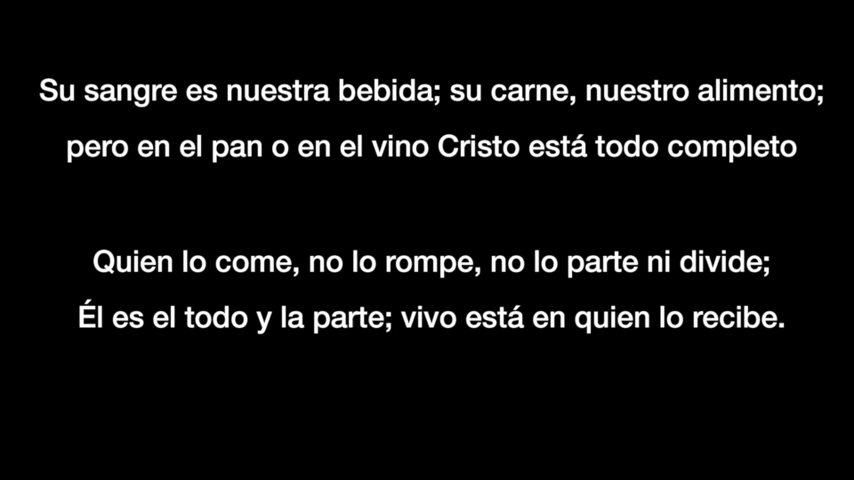 Su sangre es nuestra bebida; su carne, nuestro alimento;
pero en el pan o en el vino Cristo está todo completo
Quien lo come, no lo rompe, no lo parte ni divide;
Él es el todo y la parte; vivo está en quien lo recibe.